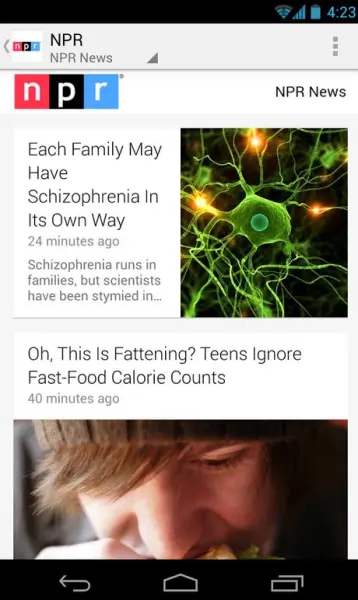 4:23
npr
NPR
NPR News
npr®
NPR News
Each Family May
Have
Schizophrenia In
Its Own Way
24 minutes ago
Schizophrenia runs in
families, but scientists
have been stymied in...
Oh, This Is Fattening? Teens Ignore
Fast-Food Calorie Counts
40 minutes ago